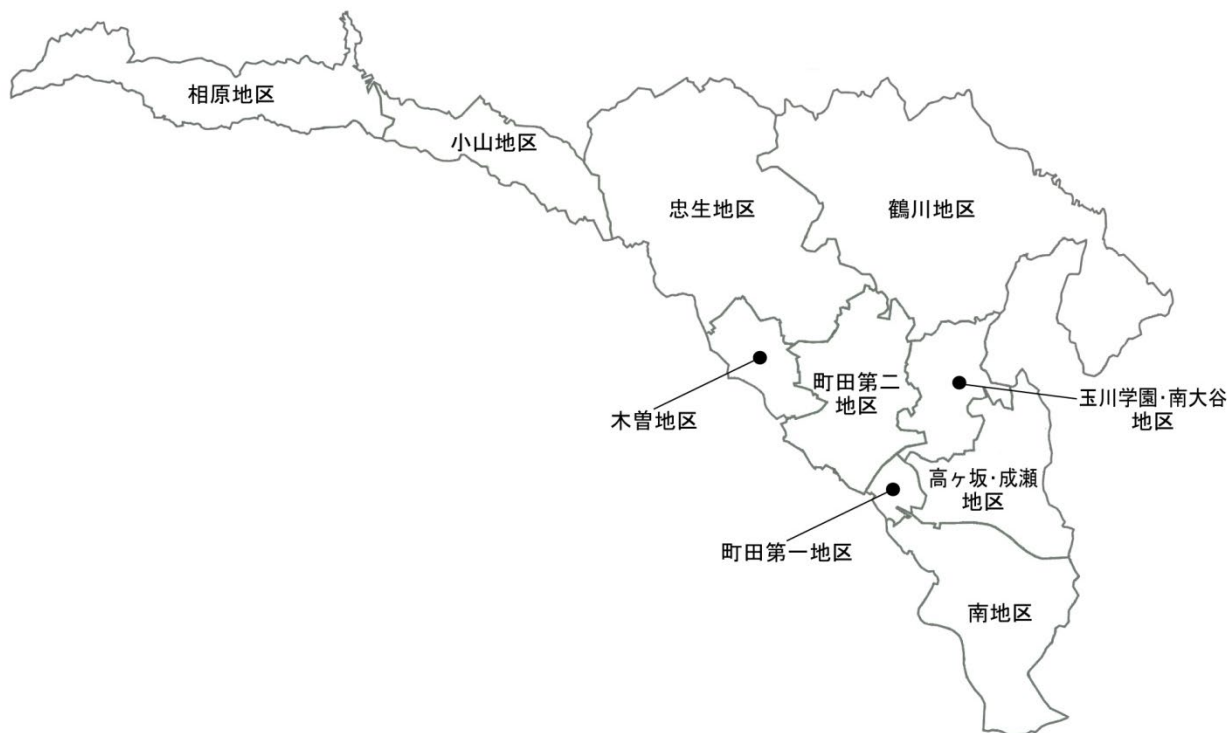 相原地区
小山地区
忠生地区
鶴川地区
町田第二
地区
木曽地区
玉川学園･南大谷
地区
高ヶ坂･成瀬
地区
町田第一地区
南地区